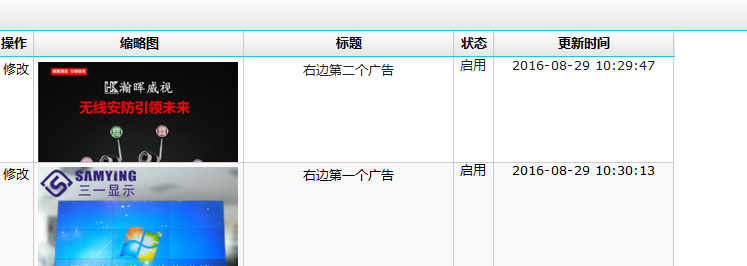 操作 缩略图 标题 状态 更新时间
修改 右边第二个广告 启用 2016-08-29 10:29:47
HK 瀚晖威视
无线安防引领未来
修改 右边第一个广告 启用 2016-08-29 10:30:13
SAMYING
三一显示